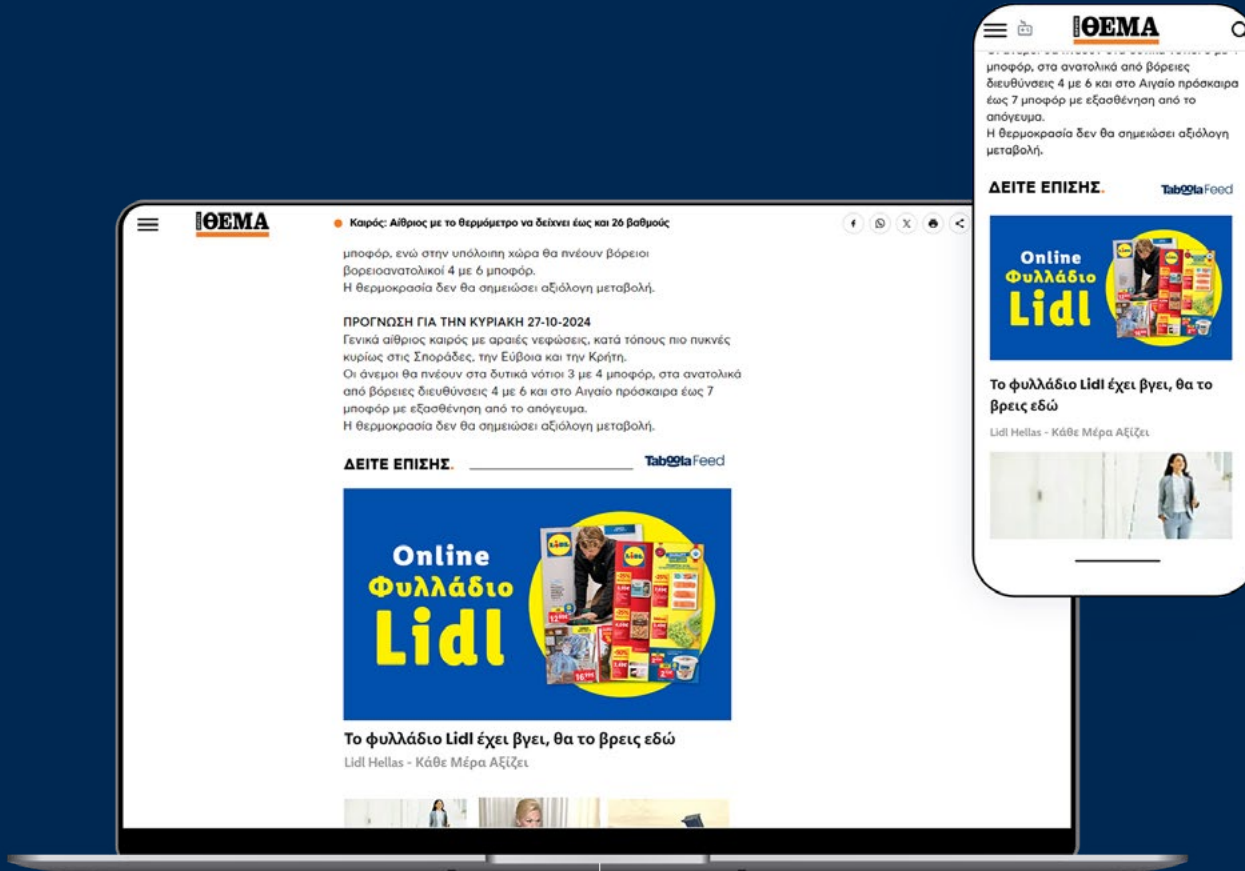 ΘΕΜΑ
Καιρός: Αίθριος με το θερμόμετρο να δείχνει έως και 26 βαθμούς
μποφόρ, ενώ στην υπόλοιπη χώρα θα πνέουν βόρειοι
βορειοανατολικοί 4 με 6 μποφόρ.
Η θερμοκρασία δεν θα σημειώσει αξιόλογη μεταβολή.
ΠΡΟΓΝΩΣΗ ΓΙΑ ΤΗΝ ΚΥΡΙΑΚΗ 27-10-2024
Γενικά αίθριος καιρός με αραιές νεφώσεις, κατά τόπους πιο πυκνές
κυρίως στις Σποράδες, την Εύβοια και την Κρήτη.
Οι άνεμοι θα πνέουν στα δυτικά νότιοι 3 με 4 μποφόρ, στα ανατολικά
από βόρειες διευθύνσεις 4 με 6 και στο Αιγαίο πρόσκαιρα έως 7
μποφόρ με εξασθένηση από το απόγευμα.
Η θερμοκρασία δεν θα σημειώσει αξιόλογη μεταβολή.
ΔΕΙΤΕ ΕΠΙΣΗΣ.
Taboola Feed
Online
Φυλλάδιο
Lidl
Το φυλλάδιο Lidl έχει βγει, θα το βρεις εδώ
Lidl Hellas - Κάθε Μέρα Αξίζει
ΘΕΜΑ
μποφόρ, στα ανατολικά από βόρειες
διευθύνσεις 4 με 6 και στο Αιγαίο πρόσκαιρα
έως 7 μποφόρ με εξασθένηση από το
απόγευμα.
Η θερμοκρασία δεν θα σημειώσει αξιόλογη
μεταβολή.
ΔΕΙΤΕ ΕΠΙΣΗΣ.
Taboola Feed
Online
Φυλλάδιο
Lidl
Το φυλλάδιο Lidl έχει βγει, θα το
βρεις εδώ
Lidl Hellas - Κάθε Μέρα Αξίζει